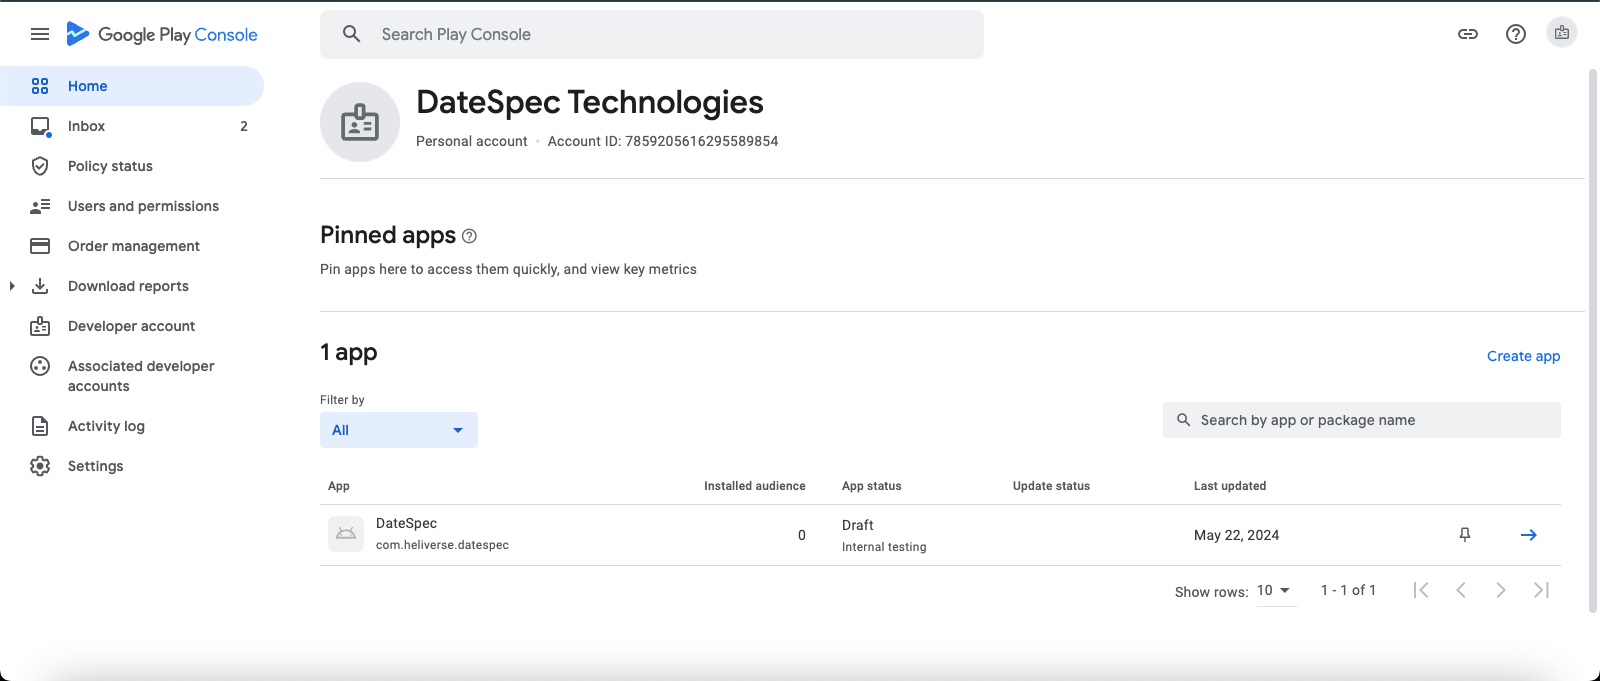 Google Play Console
Search Play Console
Home
Inbox 2
Policy status
Users and permissions
Order management
Download reports
Developer account
Associated developer
accounts
Activity log
Settings
DateSpec Technologies
Personal account · Account ID: 7859205616295589854
Pinned apps
Pin apps here to access them quickly, and view key metrics
1 app
Create app
Filter by
All
Search by app or package name
App Installed audience App status Update status Last updated
DateSpec
com.heliverse.datespec
0
Draft
Internal testing
May 22, 2024
Show rows: 10 1 - 1 of 1